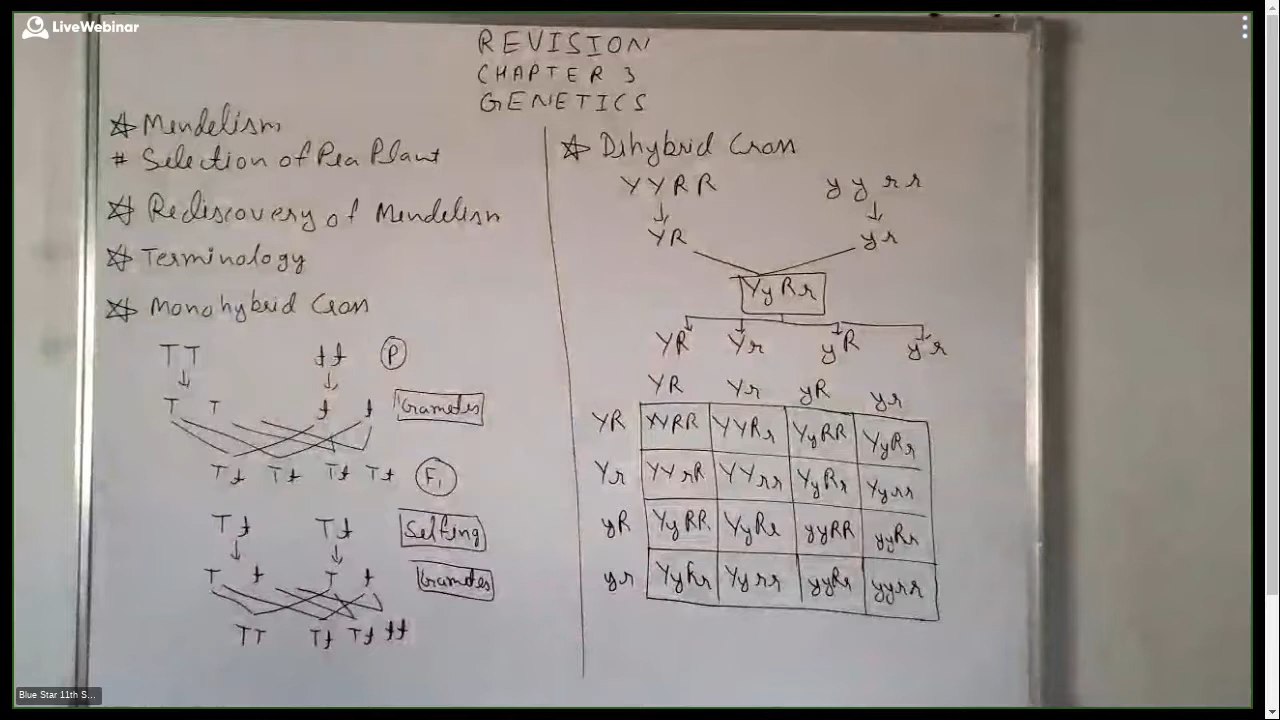 LiveWebinar
REVISION
CHAPTER 3
GENETICS
☆ Mendelism
# Selection of Pea Plant
☆ Rediscovery of Mendelism
☆ Terminology
☆ Monohybrid Cross
TT tt P
T T t t Gametes
Tt Tt Tt Tt F1
Tt Tt Selfing
T t T t Gametes
TT Tt Tt tt
☆ Dihybrid Cross
YYRR yyrr
YR yr
YyRr
YR Yr yR yr
YR Yr yR yr
YR YYRR YYRr YyRR YyRr
Yr YYrR YYrr YyRr Yyrr
yR YyRR YyRr yyRR yyRr
yr YyRr Yyrr yyRr yyrr
Blue Star 11th S...